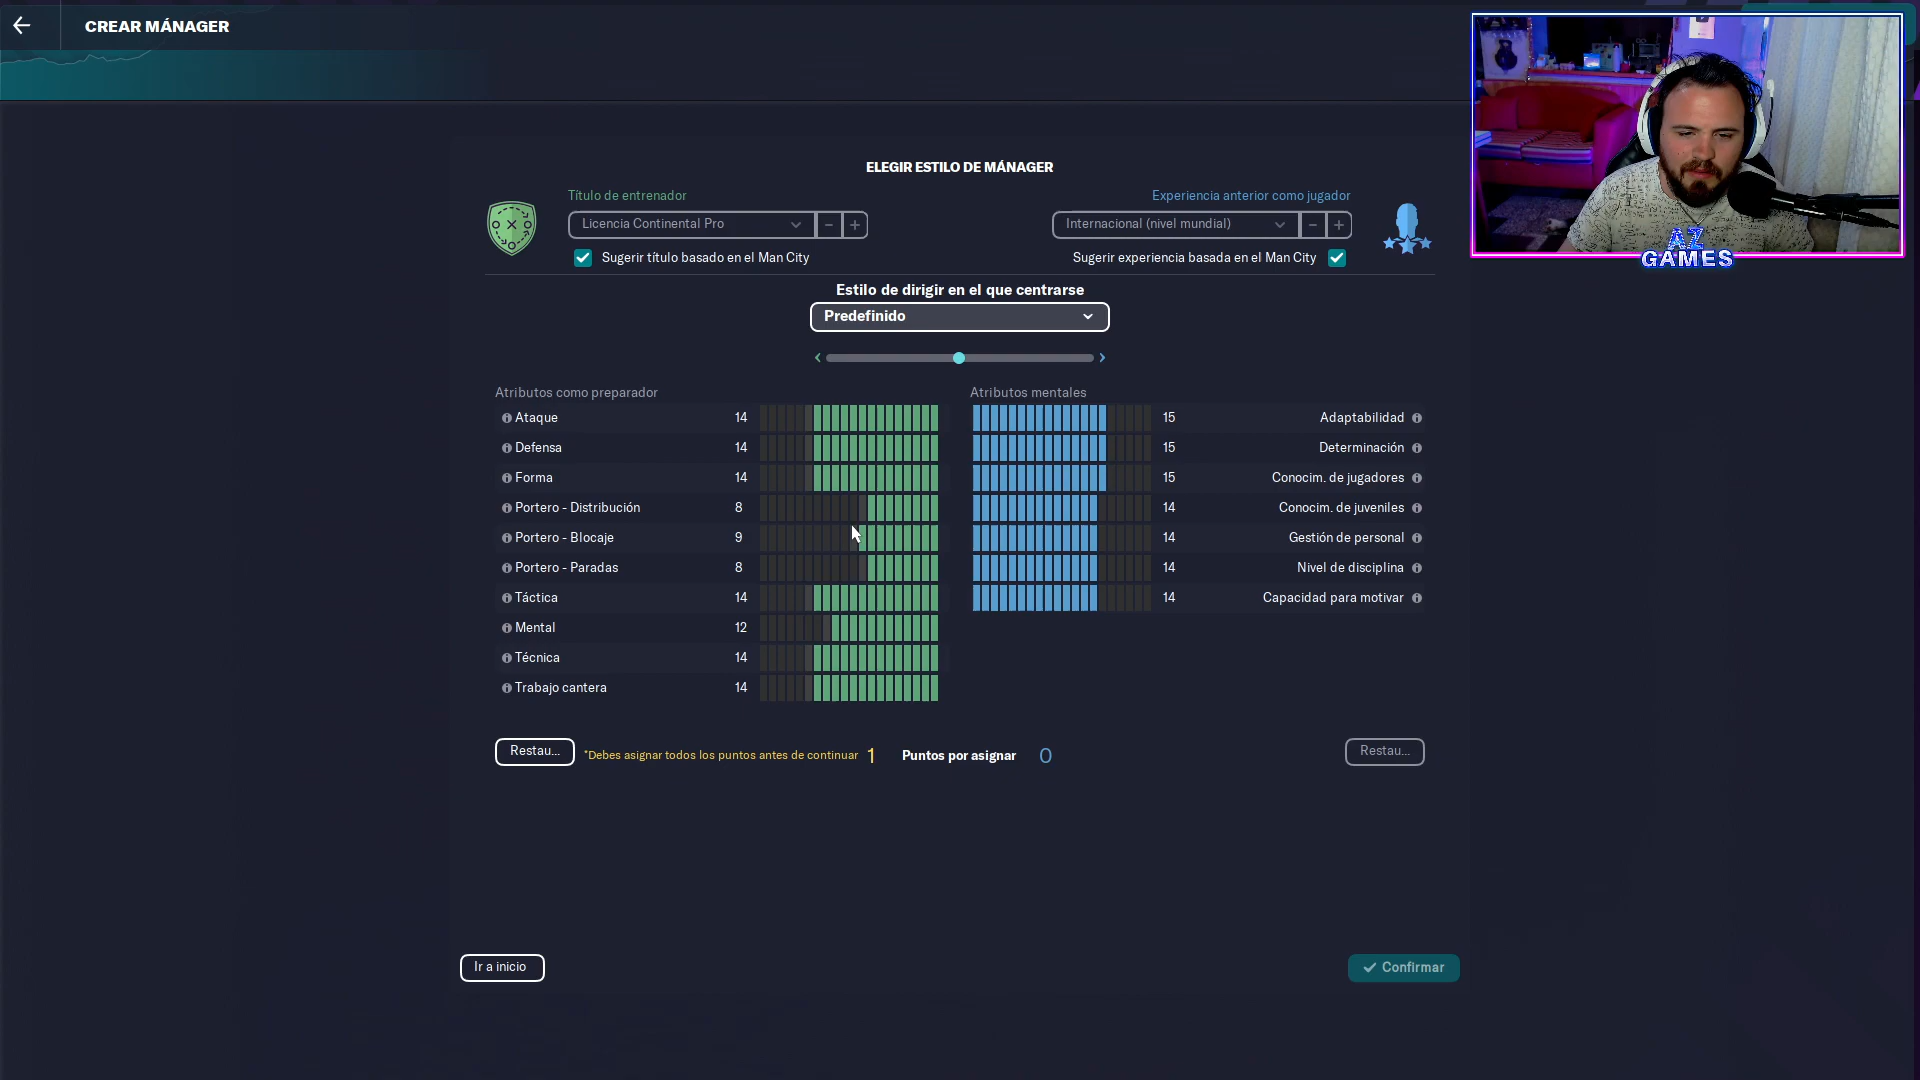 CREAR MÁNAGER
ELEGIR ESTILO DE MÁNAGER
Título de entrenador
Experiencia anterior como jugador
Licencia Continental Pro
Internacional (nivel mundial)
Sugerir título basado en el Man City
Sugerir experiencia basada en el Man City
Estilo de dirigir en el que centrarse
Predefinido
Atributos como preparador
Atributos mentales
Ataque 14
15 Adaptabilidad
Defensa 14
15 Determinación
Forma 14
15 Conocim. de jugadores
Portero - Distribución 8
14 Conocim. de juveniles
Portero - Blocaje 9
14 Gestión de personal
Portero - Paradas 8
14 Nivel de disciplina
Táctica 14
14 Capacidad para motivar
Mental 12
Técnica 14
Trabajo cantera 14
Restau...
*Debes asignar todos los puntos antes de continuar 1 Puntos por asignar 0
Restau...
Ir a inicio
Confirmar
AZ
GAMES